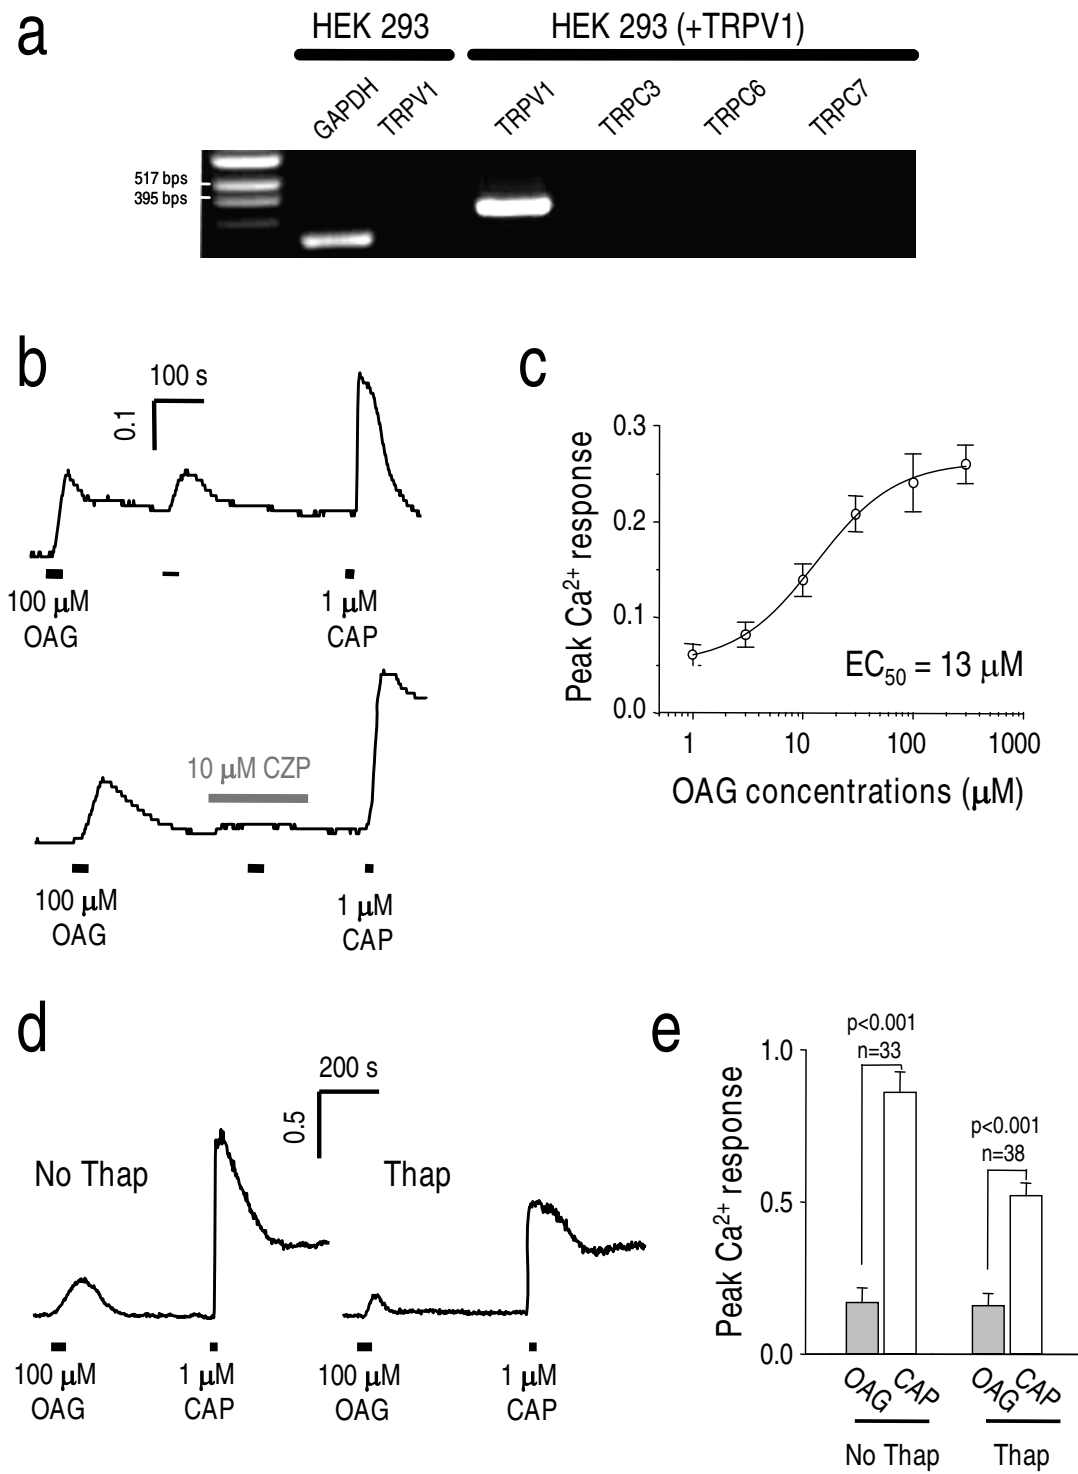 a
HEK 293
HEK 293 (+TRPV1)
GAPDH
TRPV1
TRPV1
TRPC3
TRPC6
TRPC7
517 bps
395 bps
b
100 s
0.1
100 μM
OAG
1 μM
CAP
10 μM CZP
100 μM
OAG
1 μM
CAP
c
Peak Ca²⁺ response
0.3
0.2
0.1
0.0
EC₅₀ = 13 μM
1 10 100 1000
OAG concentrations (μM)
d
200 s
0.5
No Thap
Thap
100 μM
OAG
1 μM
CAP
100 μM
OAG
1 μM
CAP
e
Peak Ca²⁺ response
1.0
0.5
0.0
p<0.001
n=33
p<0.001
n=38
OAG
CAP
OAG
CAP
No Thap
Thap